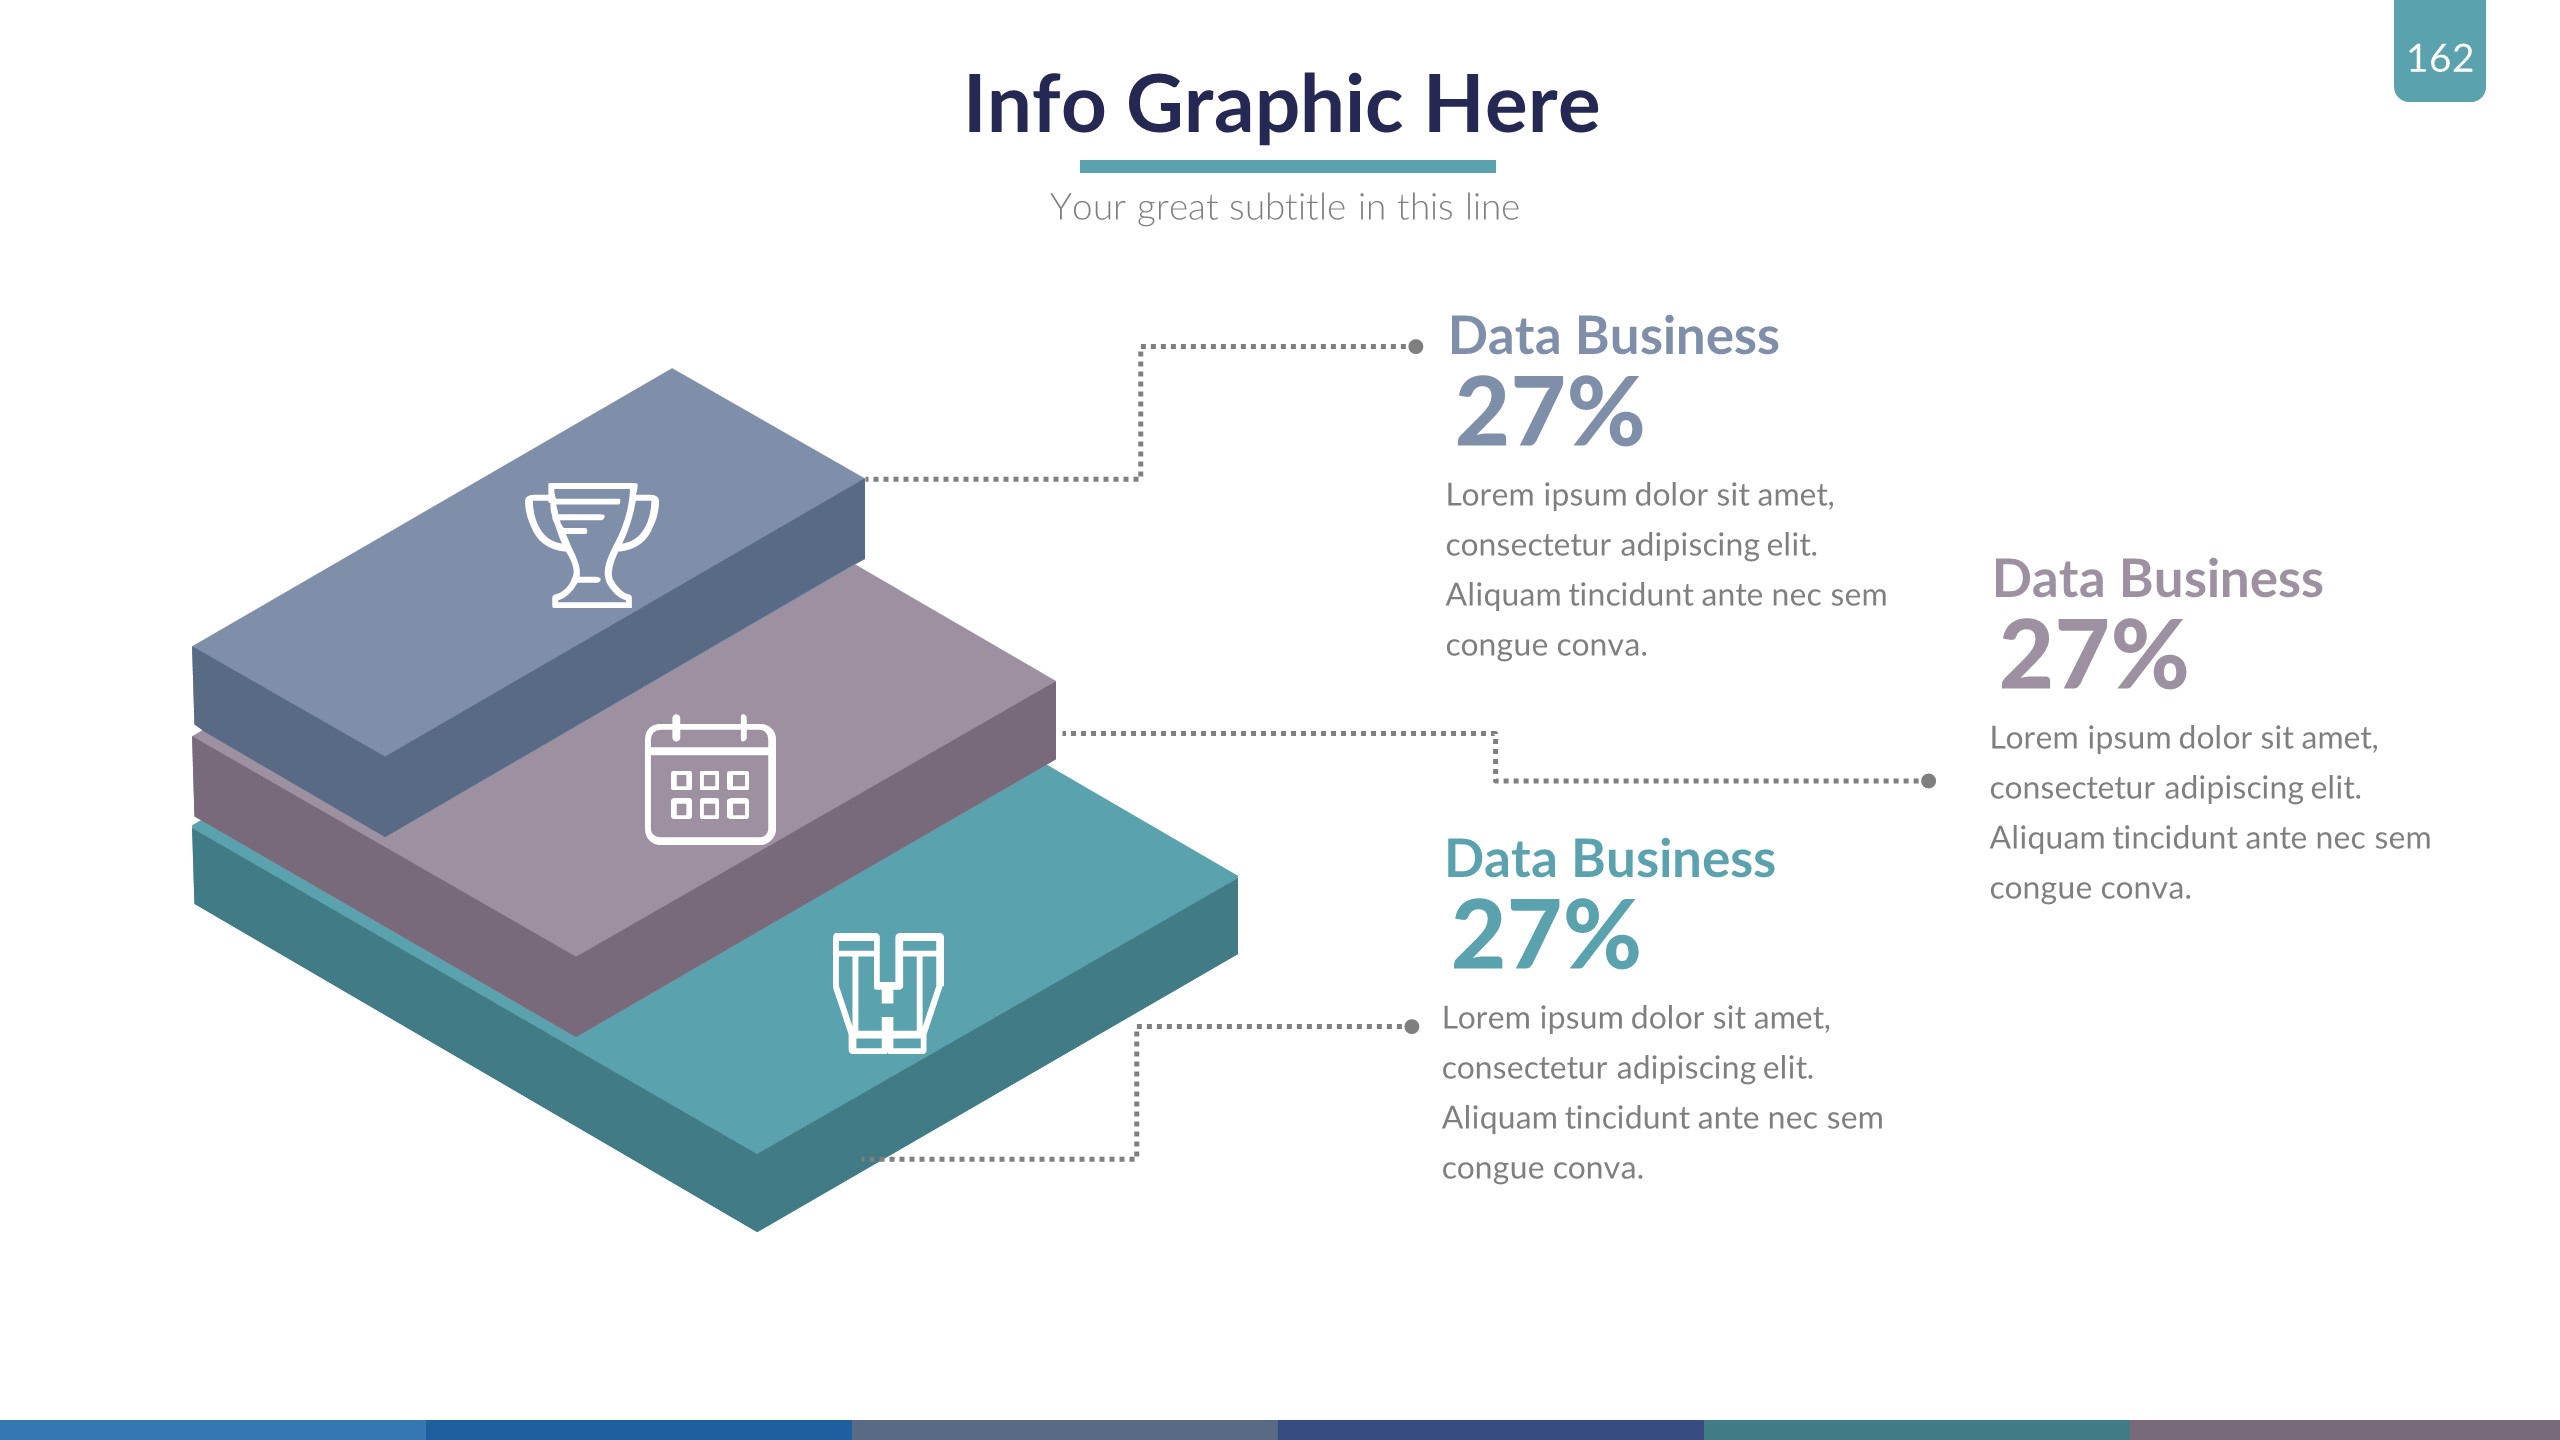 162
Info Graphic Here
Your great subtitle in this line
Data Business
27%
Lorem ipsum dolor sit amet,
consectetur adipiscing elit.
Aliquam tincidunt ante nec sem
congue conva.
Data Business
27%
Lorem ipsum dolor sit amet,
consectetur adipiscing elit.
Aliquam tincidunt ante nec sem
congue conva.
Data Business
27%
Lorem ipsum dolor sit amet,
consectetur adipiscing elit.
Aliquam tincidunt ante nec sem
congue conva.